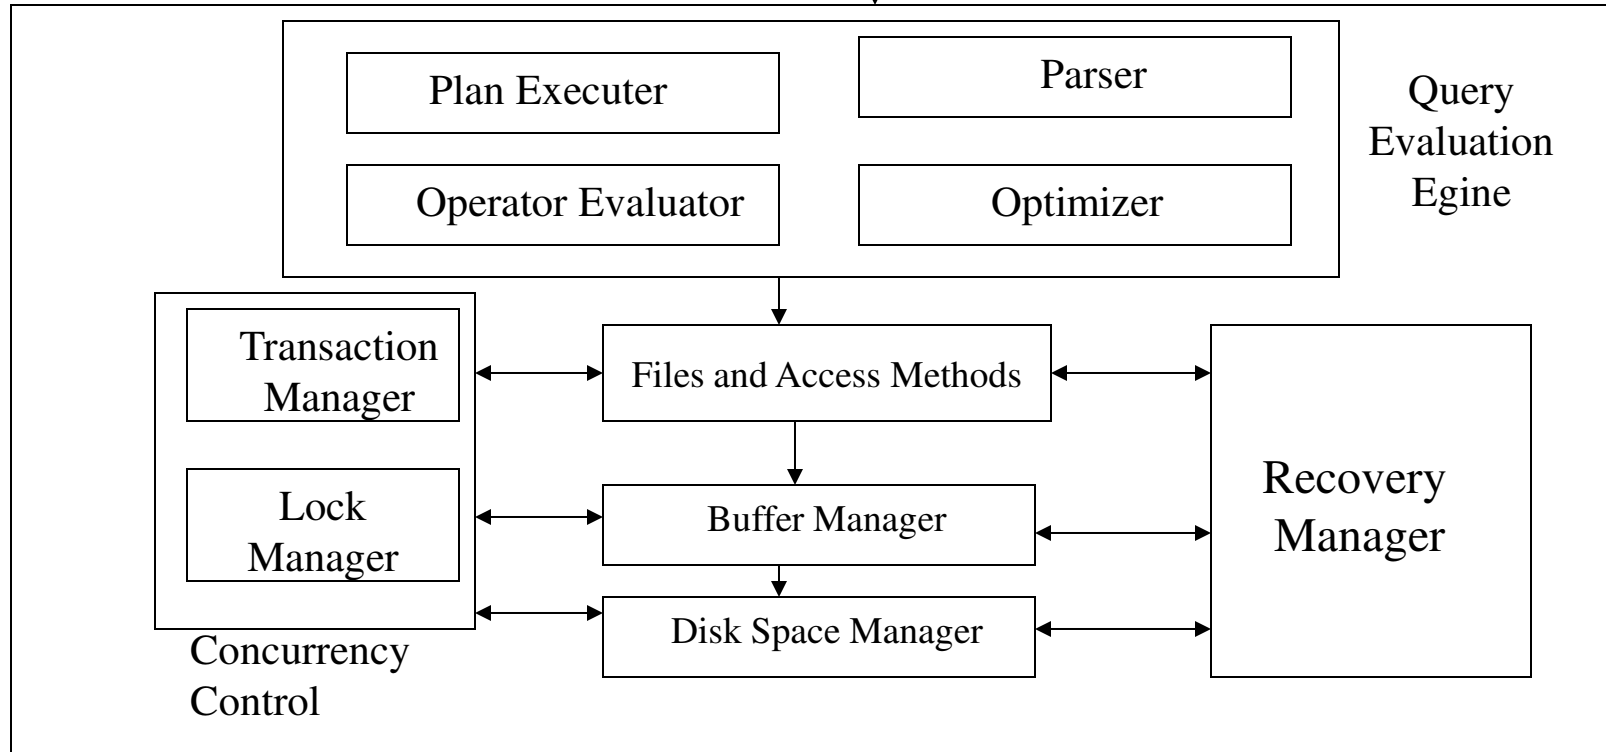 Plan Executer
Parser
Operator Evaluator
Optimizer
Query
Evaluation
Egine
Transaction
Manager
Files and Access Methods
Lock
Manager
Buffer Manager
Recovery
Manager
Disk Space Manager
Concurrency
Control